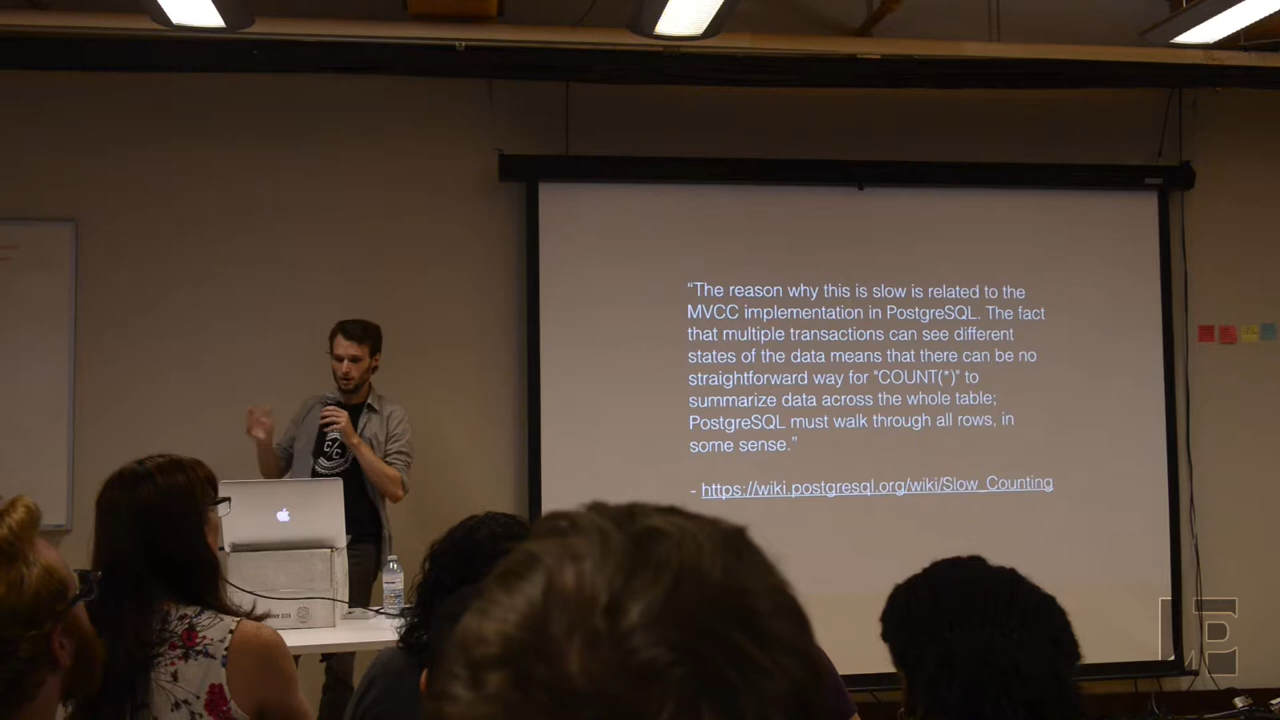 “The reason why this is slow is related to the
MVCC implementation in PostgreSQL. The fact
that multiple transactions can see different
states of the data means that there can be no
straightforward way for "COUNT(*)" to
summarize data across the whole table;
PostgreSQL must walk through all rows, in
some sense.”
- https://wiki.postgresql.org/wiki/Slow_Counting
C/C